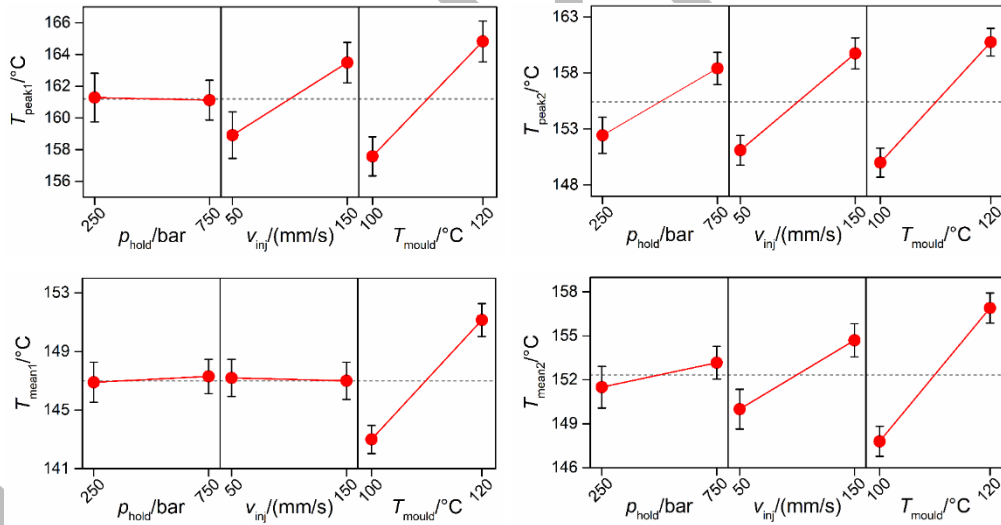 T_peak1/°C
166
164
162
160
158
156
250
750
50
150
100
120
p_hold/bar
v_inj/(mm/s)
T_mould/°C
T_peak2/°C
163
158
153
148
250
750
50
150
100
120
p_hold/bar
v_inj/(mm/s)
T_mould/°C
T_mean1/°C
153
149
145
141
250
750
50
150
100
120
p_hold/bar
v_inj/(mm/s)
T_mould/°C
T_mean2/°C
158
155
152
149
146
250
750
50
150
100
120
p_hold/bar
v_inj/(mm/s)
T_mould/°C